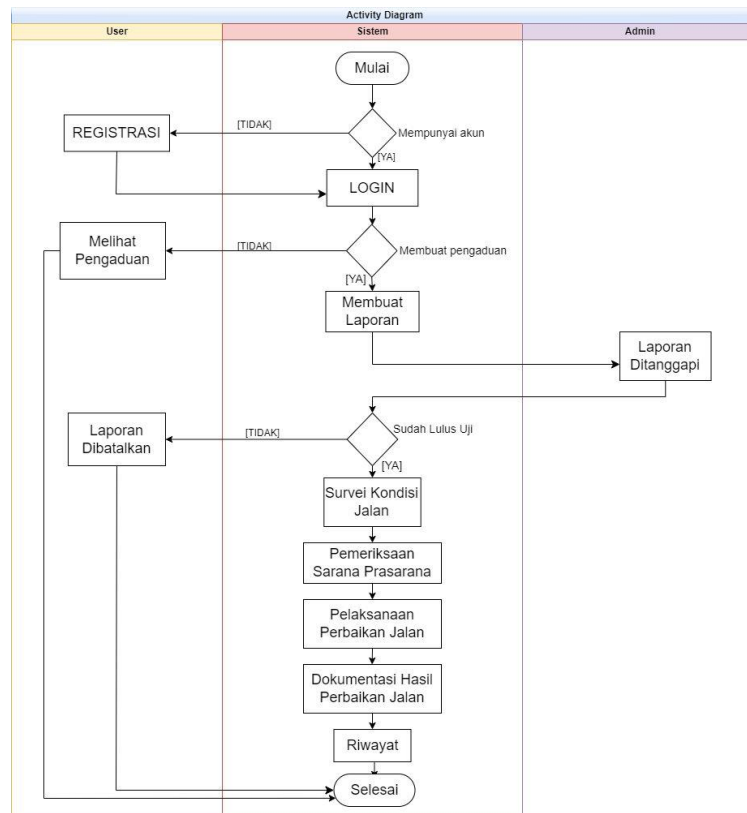 Activity Diagram
User
Sistem
Admin
Mulai
REGISTRASI
[TIDAK]
Mempunyai akun
[YA]
LOGIN
Melihat
Pengaduan
[TIDAK]
Membuat pengaduan
[YA]
Membuat
Laporan
Laporan
Ditanggapi
Laporan
Dibatalkan
[TIDAK]
Sudah Lulus Uji
[YA]
Survei Kondisi
Jalan
Pemeriksaan
Sarana Prasarana
Pelaksanaan
Perbaikan Jalan
Dokumentasi Hasil
Perbaikan Jalan
Riwayat
Selesai